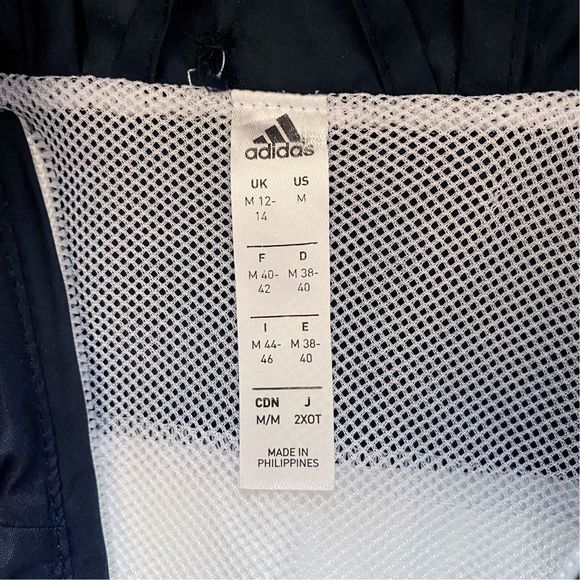 adidas
UK US
M 12- M
14
F D
M 40- M 38-
42 40
I E
M 44- M 38-
46 40
CDN J
M/M 2XOT
MADE IN
PHILIPPINES